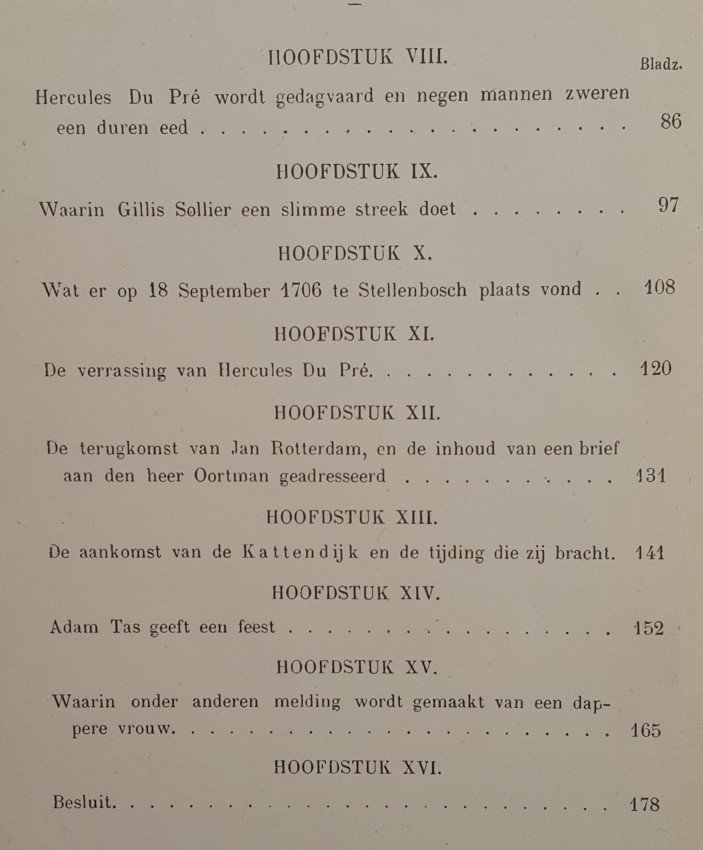 HOOFDSTUK VIII.
Bladz.
Hercules Du Pré wordt gedagvaard en negen mannen zweren
een duren eed . . . . . . . . . . . . . . . . . . . . . . 86
HOOFDSTUK IX.
Waarin Gillis Sollier een slimme streek doet . . . . . . . . 97
HOOFDSTUK X.
Wat er op 18 September 1706 te Stellenbosch plaats vond . . 108
HOOFDSTUK XI.
De verrassing van Hercules Du Pré. . . . . . . . . . . . . 120
HOOFDSTUK XII.
De terugkomst van Jan Rotterdam, en de inhoud van een brief
aan den heer Oortman geadresseerd . . . . . . . . . . . 131
HOOFDSTUK XIII.
De aankomst van de Kattendijk en de tijding die zij bracht. 141
HOOFDSTUK XIV.
Adam Tas geeft een feest . . . . . . . . . . . . . . . . . 152
HOOFDSTUK XV.
Waarin onder anderen melding wordt gemaakt van een dap-
pere vrouw. . . . . . . . . . . . . . . . . . . . . . . 165
HOOFDSTUK XVI.
Besluit. . . . . . . . . . . . . . . . . . . . . . . . . . 178